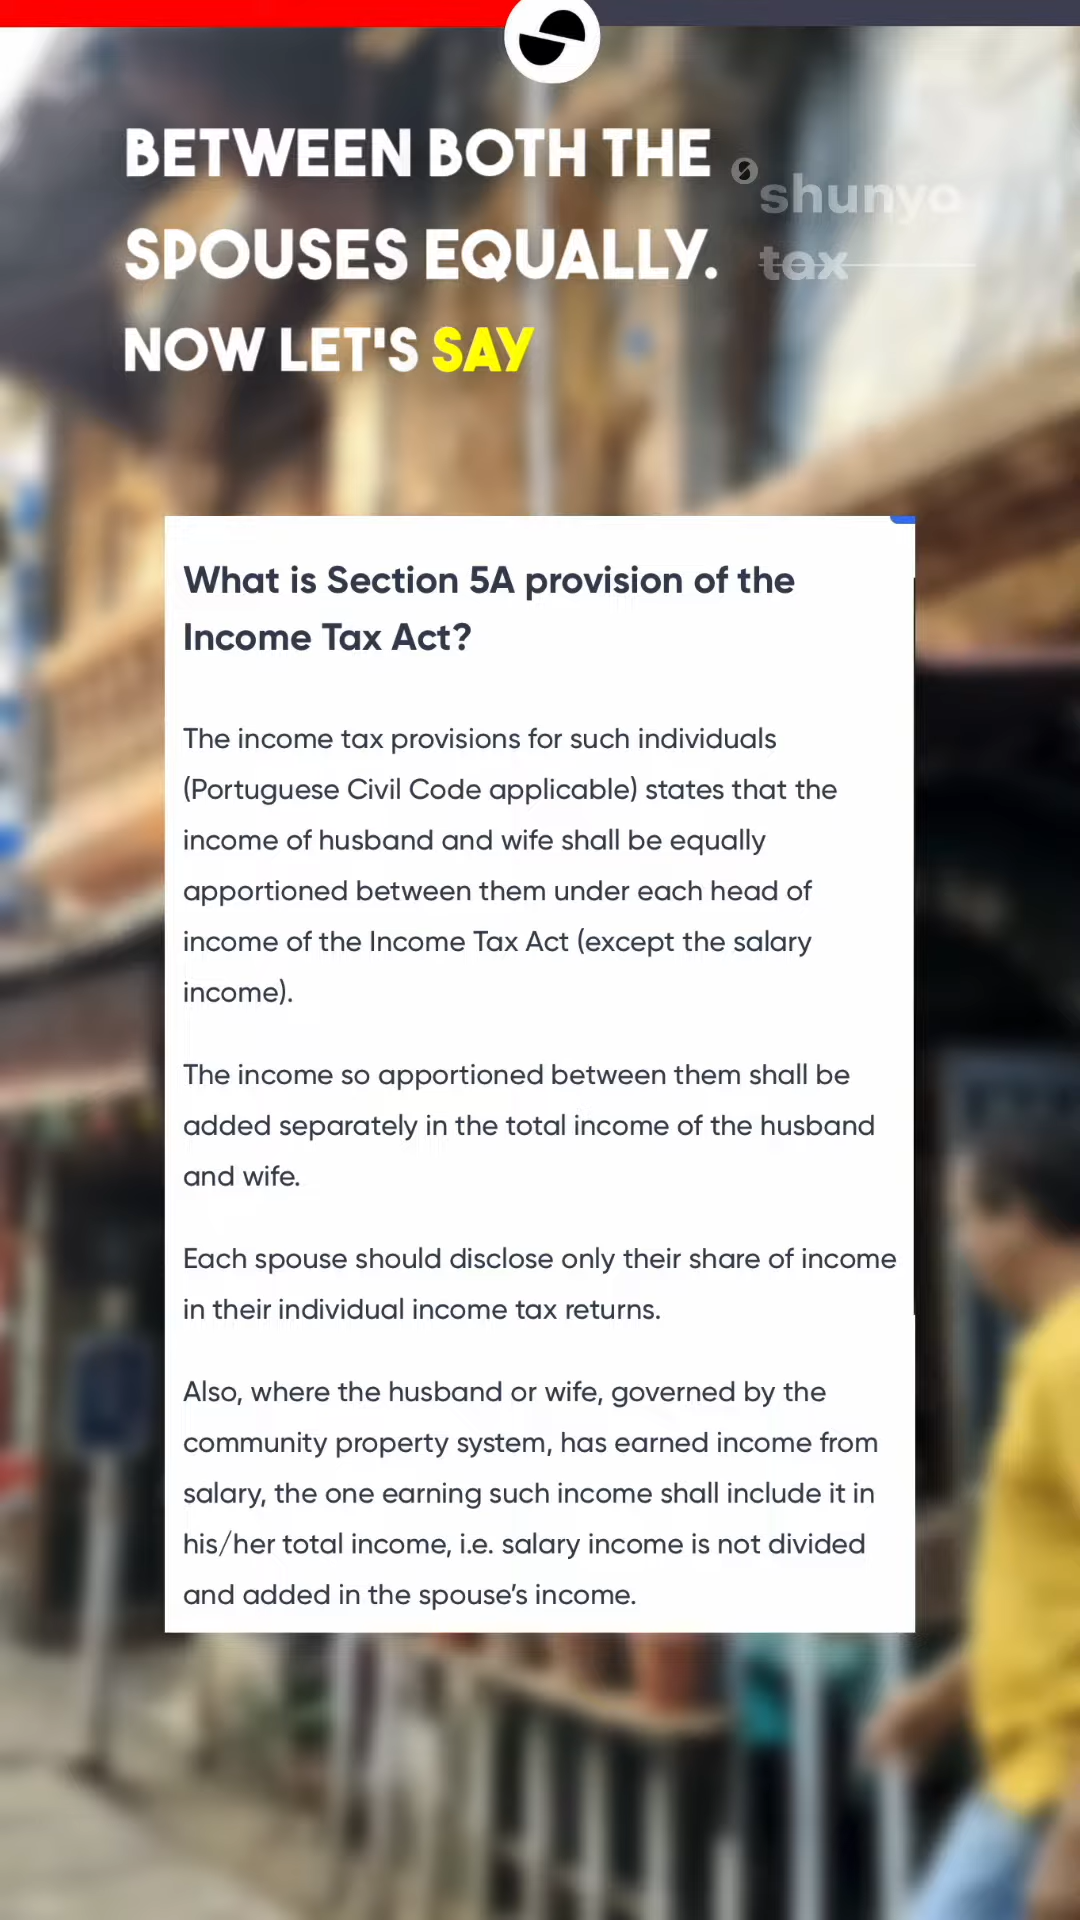 BETWEEN BOTH THE
SPOUSES EQUALLY.
NOW LET'S SAY
shunya
tax
What is Section 5A provision of the
Income Tax Act?
The income tax provisions for such individuals
(Portuguese Civil Code applicable) states that the
income of husband and wife shall be equally
apportioned between them under each head of
income of the Income Tax Act (except the salary
income).
The income so apportioned between them shall be
added separately in the total income of the husband
and wife.
Each spouse should disclose only their share of income
in their individual income tax returns.
Also, where the husband or wife, governed by the
community property system, has earned income from
salary, the one earning such income shall include it in
his/her total income, i.e. salary income is not divided
and added in the spouse’s income.